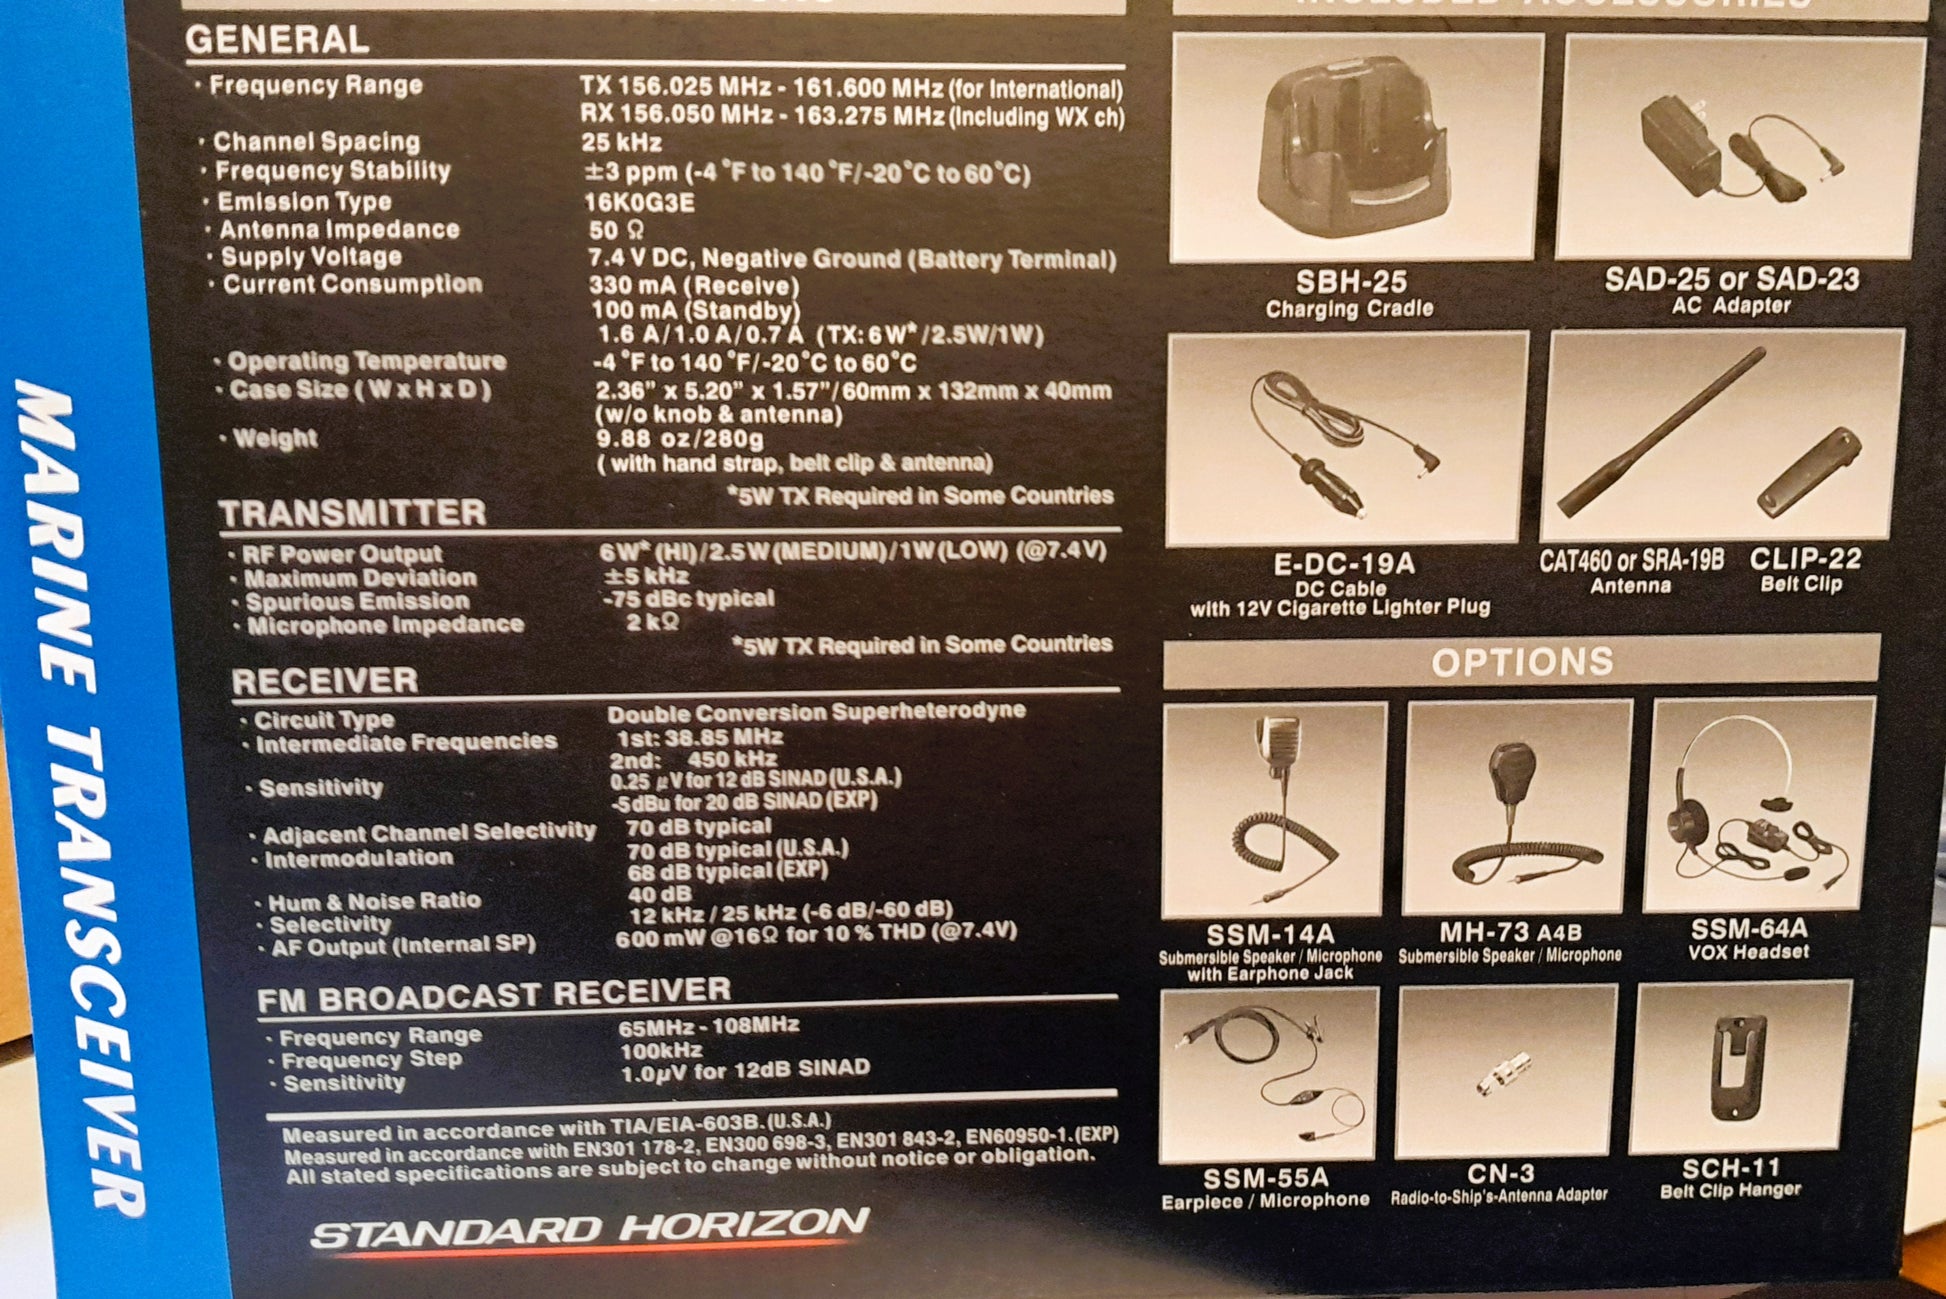 MARINE TRANSCEIVER
GENERAL
· Frequency Range TX 156.025 MHz - 161.600 MHz (for International)
RX 156.050 MHz - 163.275 MHz (Including WX ch)
· Channel Spacing 25 kHz
· Frequency Stability ±3 ppm (-4 °F to 140 °F/-20 °C to 60°C)
· Emission Type 16K0G3E
· Antenna Impedance 50 Ω
· Supply Voltage 7.4 V DC, Negative Ground (Battery Terminal)
· Current Consumption 330 mA (Receive)
100 mA (Standby)
1.6 A/1.0 A/0.7 A (TX: 6 W* /2.5W/1W)
· Operating Temperature -4 °F to 140 °F/-20°C to 60°C
· Case Size ( W x H x D ) 2.36” x 5.20” x 1.57”/60mm x 132mm x 40mm
(w/o knob & antenna)
· Weight 9.88 oz/280g
( with hand strap, belt clip & antenna)
*5W TX Required in Some Countries
TRANSMITTER
· RF Power Output 6 W* (HI)/2.5 W (MEDIUM)/1W (LOW) (@7.4V)
· Maximum Deviation ±5 kHz
· Spurious Emission -75 dBc typical
· Microphone Impedance 2 kΩ
*5W TX Required in Some Countries
RECEIVER
· Circuit Type Double Conversion Superheterodyne
· Intermediate Frequencies 1st: 38.85 MHz
2nd: 450 kHz
· Sensitivity 0.25 μV for 12 dB SINAD (U.S.A.)
-5 dBu for 20 dB SINAD (EXP)
· Adjacent Channel Selectivity 70 dB typical
· Intermodulation 70 dB typical (U.S.A.)
68 dB typical (EXP)
· Hum & Noise Ratio 40 dB
· Selectivity 12 kHz / 25 kHz (-6 dB/-60 dB)
· AF Output (Internal SP) 600 mW @16Ω for 10 % THD (@7.4V)
FM BROADCAST RECEIVER
· Frequency Range 65MHz - 108MHz
· Frequency Step 100kHz
· Sensitivity 1.0μV for 12dB SINAD
Measured in accordance with TIA/EIA-603B. (U.S.A.)
Measured in accordance with EN301 178-2, EN300 698-3, EN301 843-2, EN60950-1. (EXP)
All stated specifications are subject to change without notice or obligation.
STANDARD HORIZON
INCLUDED ACCESSORIES
SBH-25
Charging Cradle
SAD-25 or SAD-23
AC Adapter
E-DC-19A
DC Cable
with 12V Cigarette Lighter Plug
CAT460 or SRA-19B
Antenna
CLIP-22
Belt Clip
OPTIONS
SSM-14A
Submersible Speaker / Microphone
with Earphone Jack
MH-73 A4B
Submersible Speaker / Microphone
SSM-64A
VOX Headset
SSM-55A
Earpiece / Microphone
CN-3
Radio-to-Ship's-Antenna Adapter
SCH-11
Belt Clip Hanger